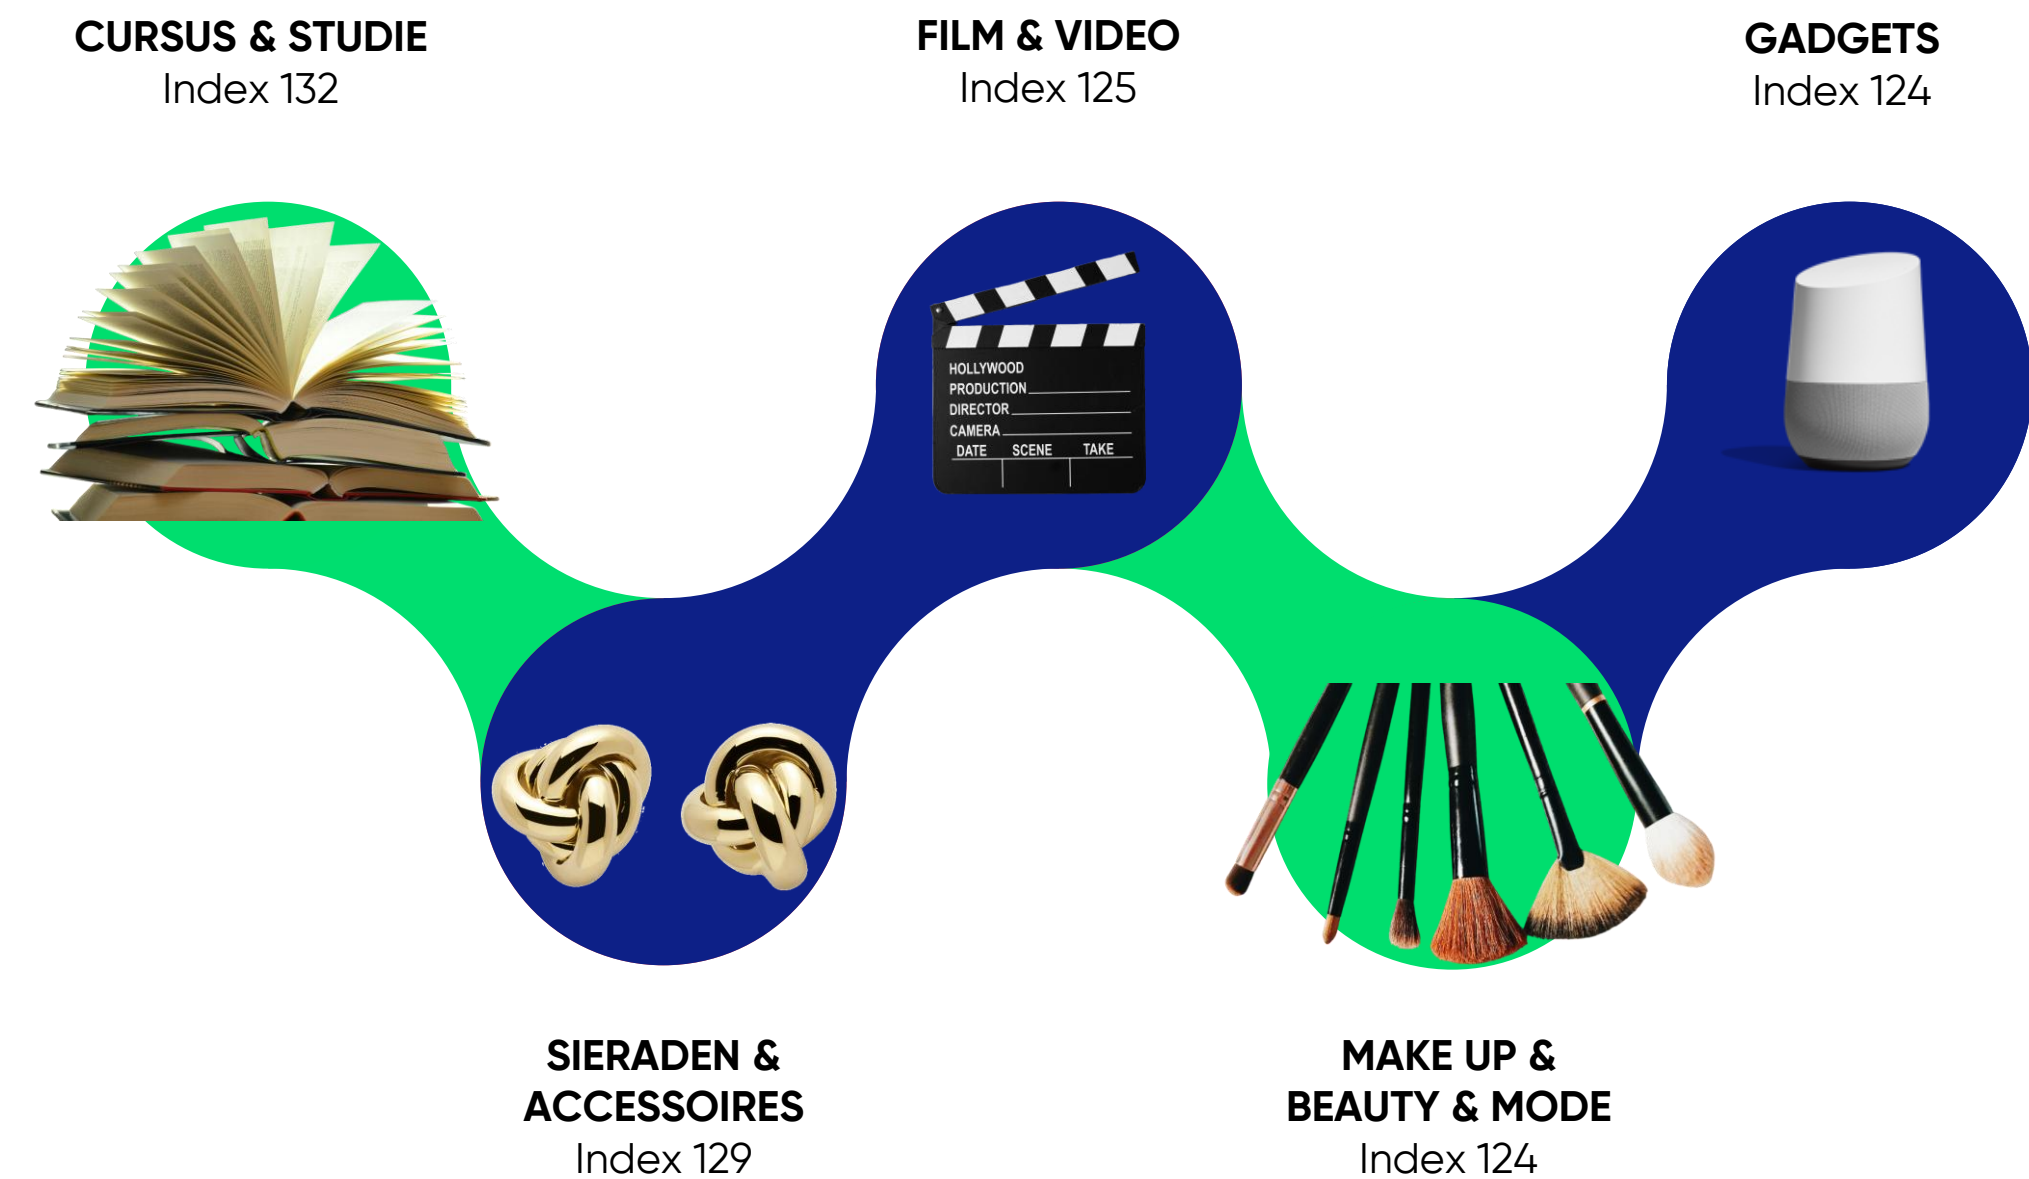 CURSUS & STUDIE
Index 132
FILM & VIDEO
Index 125
GADGETS
Index 124
HOLLYWOOD
PRODUCTION
DIRECTOR
CAMERA
DATE SCENE TAKE
SIERADEN &
ACCESSOIRES
Index 129
MAKE UP &
BEAUTY & MODE
Index 124